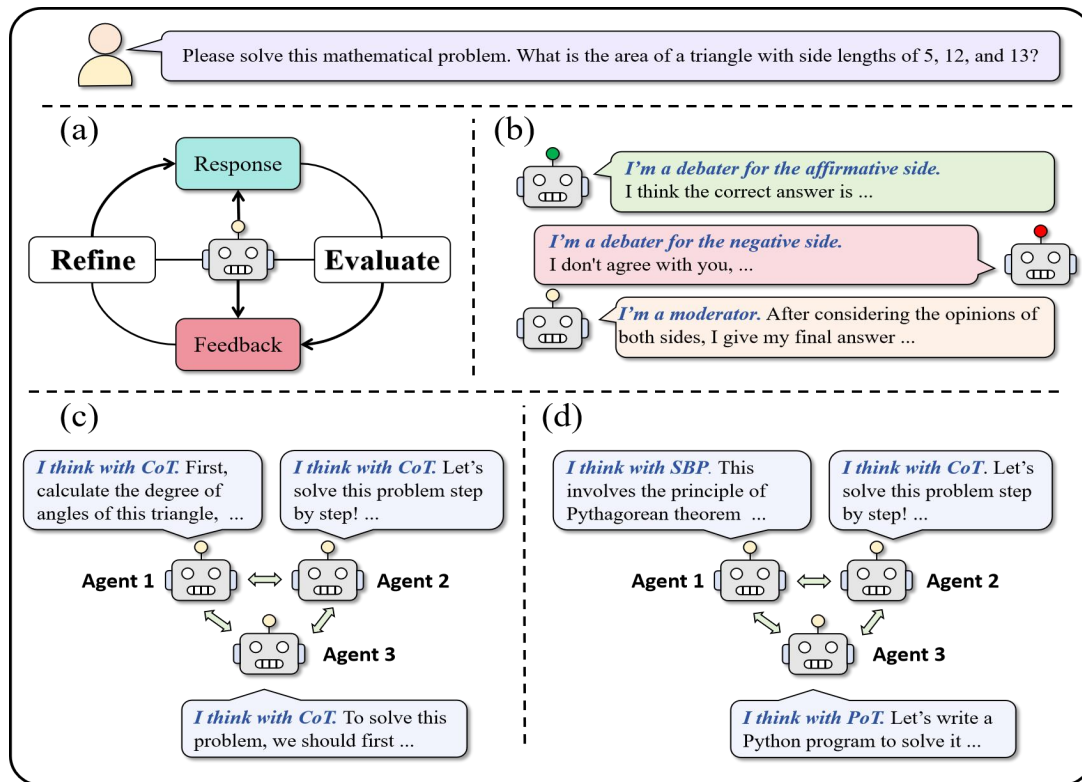 Please solve this mathematical problem. What is the area of a triangle with side lengths of 5, 12, and 13?
(a)
Response
Refine
Evaluate
Feedback
(b)
I'm a debater for the affirmative side.
I think the correct answer is ...
I'm a debater for the negative side.
I don't agree with you, ...
I'm a moderator. After considering the opinions of
both sides, I give my final answer ...
(c)
I think with CoT. First,
calculate the degree of
angles of this triangle, ...
I think with CoT. Let's
solve this problem step
by step! ...
Agent 1
Agent 2
Agent 3
I think with CoT. To solve this
problem, we should first ...
(d)
I think with SBP. This
involves the principle of
Pythagorean theorem ...
I think with CoT. Let's
solve this problem step
by step! ...
Agent 1
Agent 2
Agent 3
I think with PoT. Let's write a
Python program to solve it ...